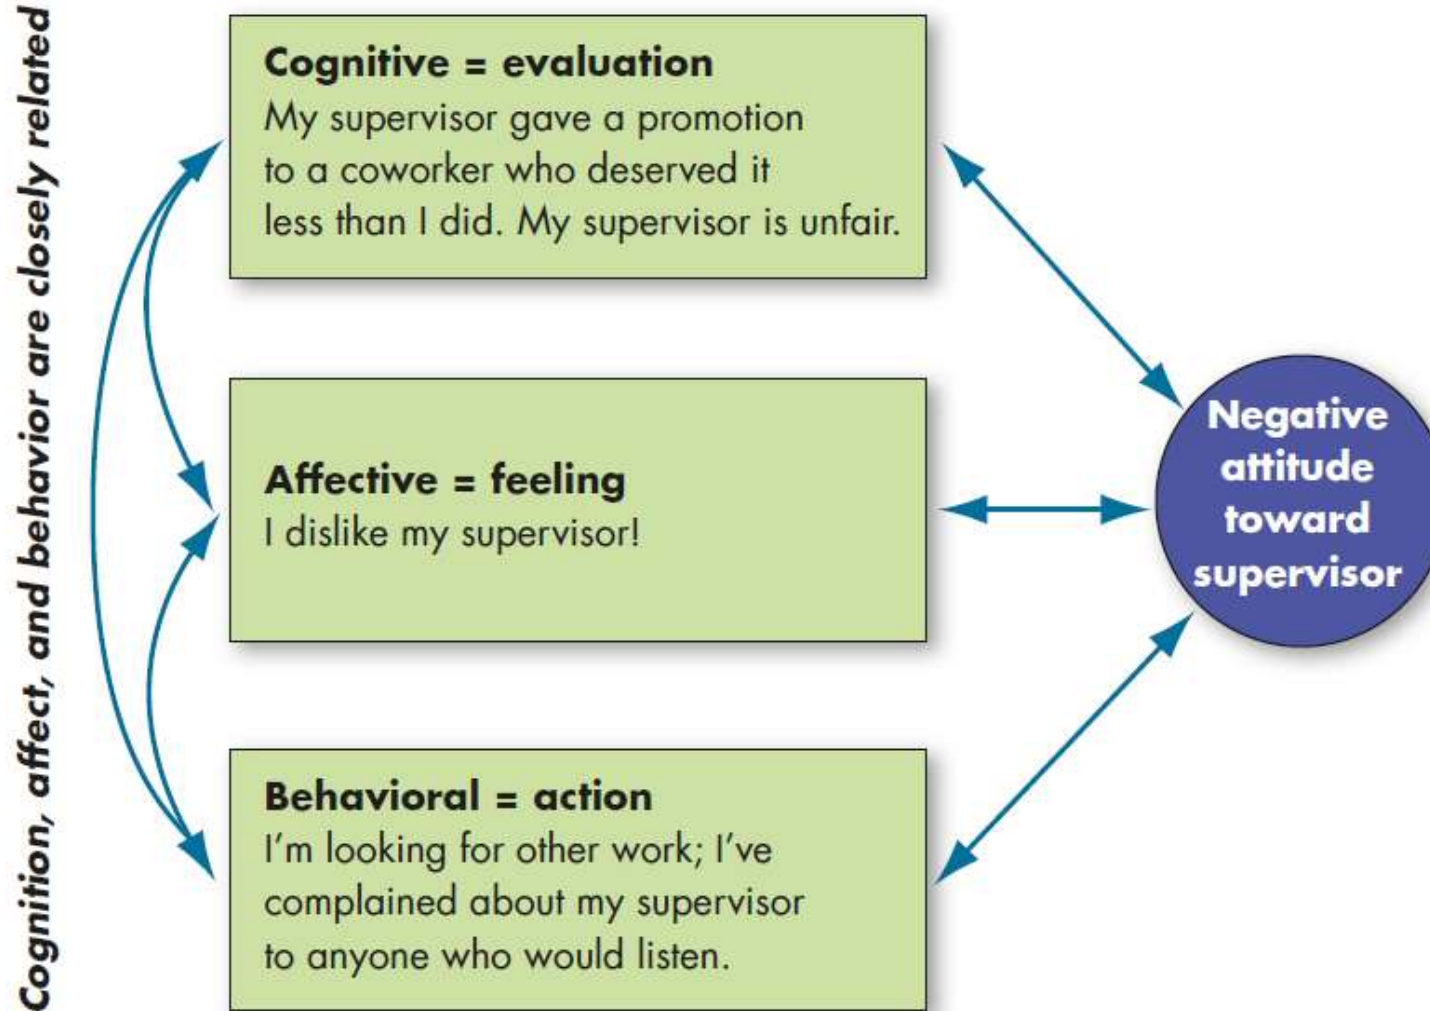 Cognition, affect, and behavior are closely related
Cognitive = evaluation
My supervisor gave a promotion
to a coworker who deserved it
less than I did. My supervisor is unfair.
Affective = feeling
I dislike my supervisor!
Behavioral = action
I’m looking for other work; I’ve
complained about my supervisor
to anyone who would listen.
Negative
attitude
toward
supervisor